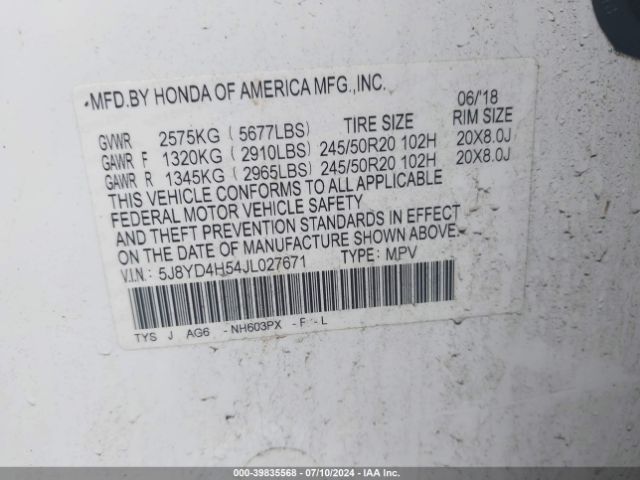 MFD.BY HONDA OF AMERICA MFG.,INC. 06/'18
GVWR 2575KG (5677LBS) TIRE SIZE RIM SIZE
GAWR F 1320KG (2910LBS) 245/50R20 102H 20X8.0J
GAWR R 1345KG (2965LBS) 245/50R20 102H 20X8.0J
THIS VEHICLE CONFORMS TO ALL APPLICABLE
FEDERAL MOTOR VEHICLE SAFETY
AND THEFT PREVENTION STANDARDS IN EFFECT
ON THE DATE OF MANUFACTURE SHOWN ABOVE.
V.I.N.: 5J8YD4H54JL027671 TYPE: MPV
TYS J AG6 -NH603PX -F -L
000-39835568 | 07/10/2024 | IAA Inc.